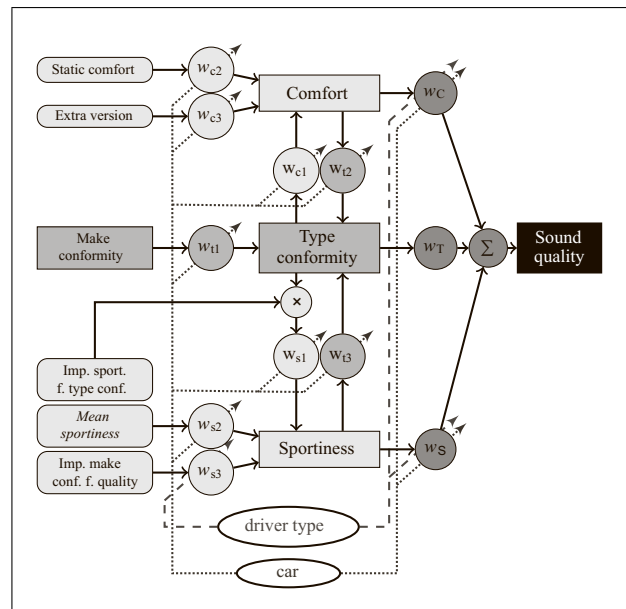 Static comfort
w_c2
Comfort
w_C
Extra version
w_c3
w_c1
w_t2
Make
conformity
w_t1
Type
conformity
w_T
Σ
Sound
quality
×
Imp. sport.
f. type conf.
w_s1
w_t3
Mean
sportiness
w_s2
Sportiness
w_S
Imp. make
conf. f. quality
w_s3
driver type
car